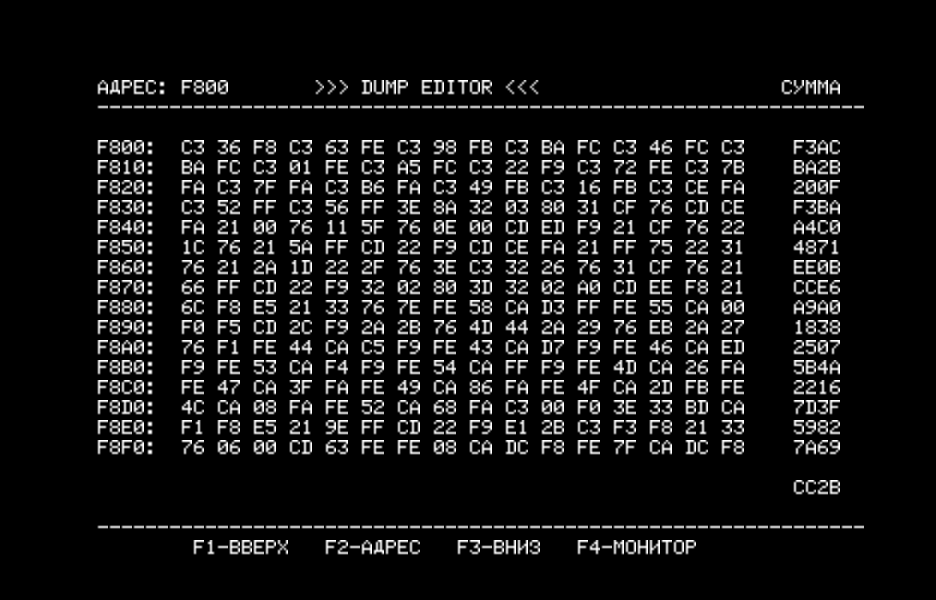 АДРЕС: F800 >>> DUMP EDITOR <<< СУММА
----------------------------------------------------------------
F800: C3 36 F8 C3 63 FE C3 98 FB C3 BA FC C3 46 FC C3 F3AC
F810: BA FC C3 01 FE C3 A5 FC C3 22 F9 C3 72 FE C3 7B BA2B
F820: FA C3 7F FA C3 B6 FA C3 49 FB C3 16 FB C3 CE FA 200F
F830: C3 52 FF C3 56 FF 3E 8A 32 03 80 31 CF 76 CD CE F3BA
F840: FA 21 00 76 11 5F 76 0E 00 CD ED F9 21 CF 76 22 A4C0
F850: 1C 76 21 5A FF CD 22 F9 CD CE FA 21 FF 75 22 31 4871
F860: 76 21 2A 1D 22 2F 76 3E C3 32 26 76 31 CF 76 21 EE0B
F870: 66 FF CD 22 F9 32 02 80 3D 32 02 A0 CD EE F8 21 CCE6
F880: 6C F8 E5 21 33 76 7E FE 58 CA D3 FF FE 55 CA 00 A9A0
F890: F0 F5 CD 2C F9 2A 2B 76 4D 44 2A 29 76 EB 2A 27 1838
F8A0: 76 F1 FE 44 CA C5 F9 FE 43 CA D7 F9 FE 46 CA ED 2507
F8B0: F9 FE 53 CA F4 F9 FE 54 CA FF F9 FE 4D CA 26 FA 5B4A
F8C0: FE 47 CA 3F FA FE 49 CA 86 FA FE 4F CA 2D FB FE 2216
F8D0: 4C CA 08 FA FE 52 CA 68 FA C3 00 F0 3E 33 BD CA 7D3F
F8E0: F1 F8 E5 21 9E FF CD 22 F9 E1 2B C3 F3 F8 21 33 5982
F8F0: 76 06 00 CD 63 FE FE 08 CA DC F8 FE 7F CA DC F8 7A69
CC2B
----------------------------------------------------------------
F1-ВВЕРХ F2-АДРЕС F3-ВНИЗ F4-МОНИТОР